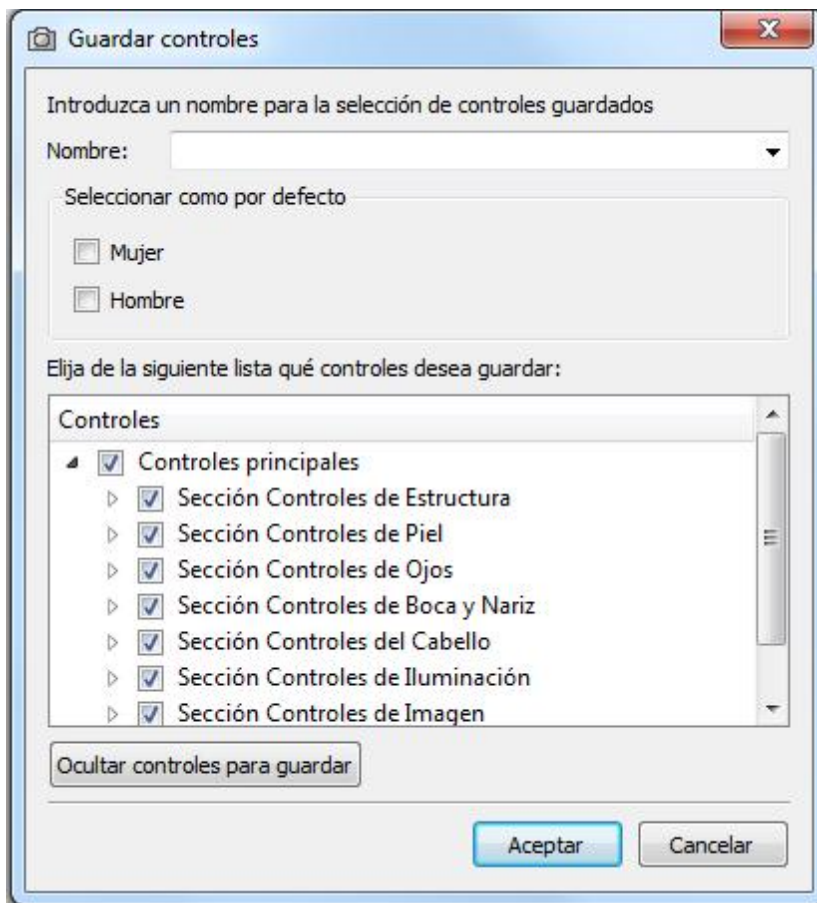 Guardar controles
Introduzca un nombre para la selección de controles guardados
Nombre:
Seleccionar como por defecto
Mujer
Hombre
Elija de la siguiente lista qué controles desea guardar:
Controles
Controles principales
Sección Controles de Estructura
Sección Controles de Piel
Sección Controles de Ojos
Sección Controles de Boca y Nariz
Sección Controles del Cabello
Sección Controles de Iluminación
Sección Controles de Imagen
Ocultar controles para guardar
Aceptar Cancelar